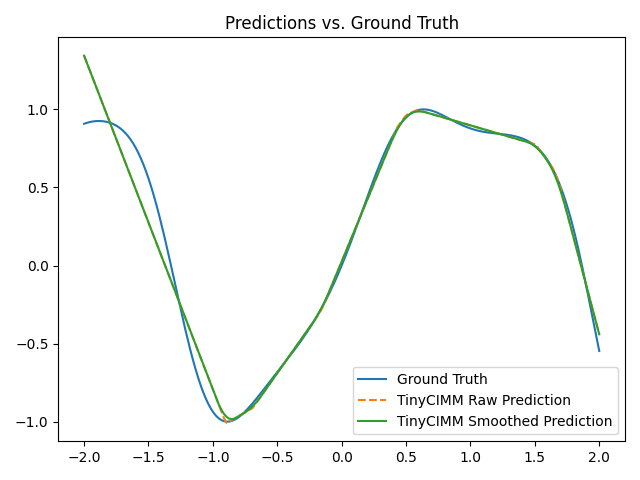 Predictions vs. Ground Truth
1.0
0.5
0.0
−0.5
−1.0
Ground Truth
TinyCIMM Raw Prediction
TinyCIMM Smoothed Prediction
−2.0 −1.5 −1.0 −0.5 0.0 0.5 1.0 1.5 2.0